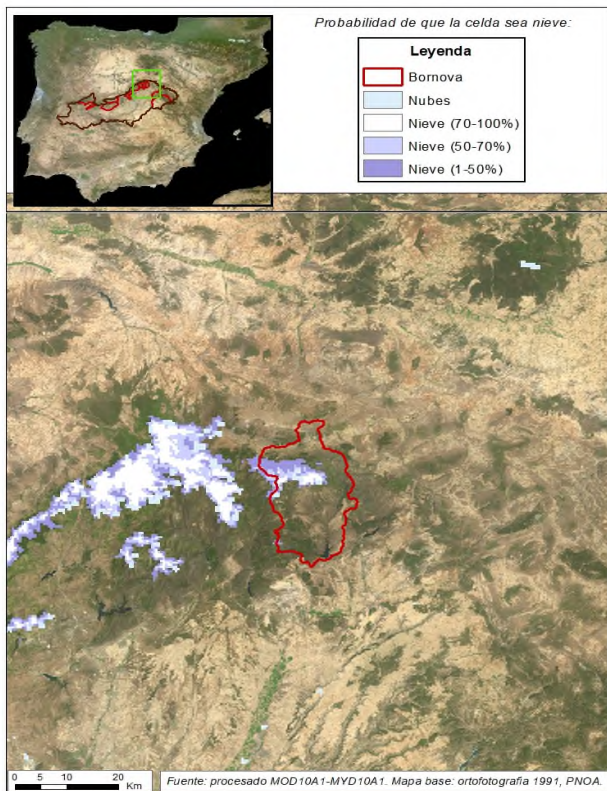 Probabilidad de que la celda sea nieve:
Leyenda
Bornova
Nubes
Nieve (70-100%)
Nieve (50-70%)
Nieve (1-50%)
0 5 10 20
Km
Fuente: procesado MOD10A1-MYD10A1. Mapa base: ortofotografia 1991, PNOA.